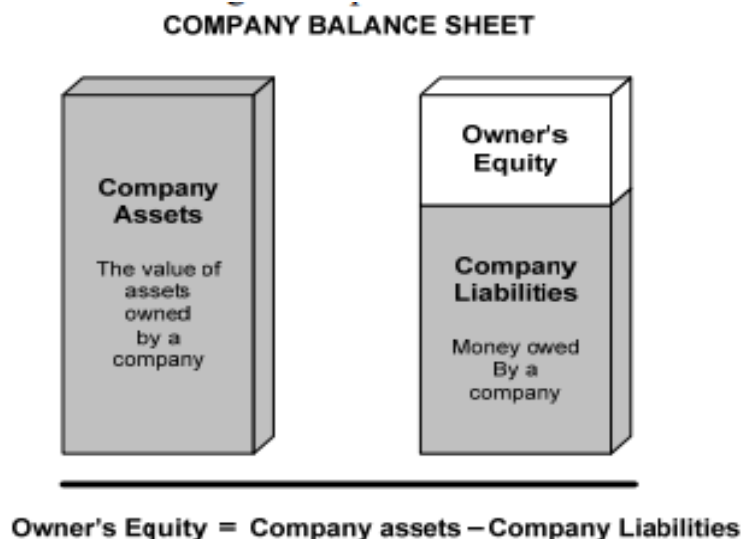 COMPANY BALANCE SHEET
Company
Assets
The value of
assets
owned
by a
company
Owner's
Equity
Company
Liabilities
Money owed
By a
company
Owner's Equity = Company assets – Company Liabilities